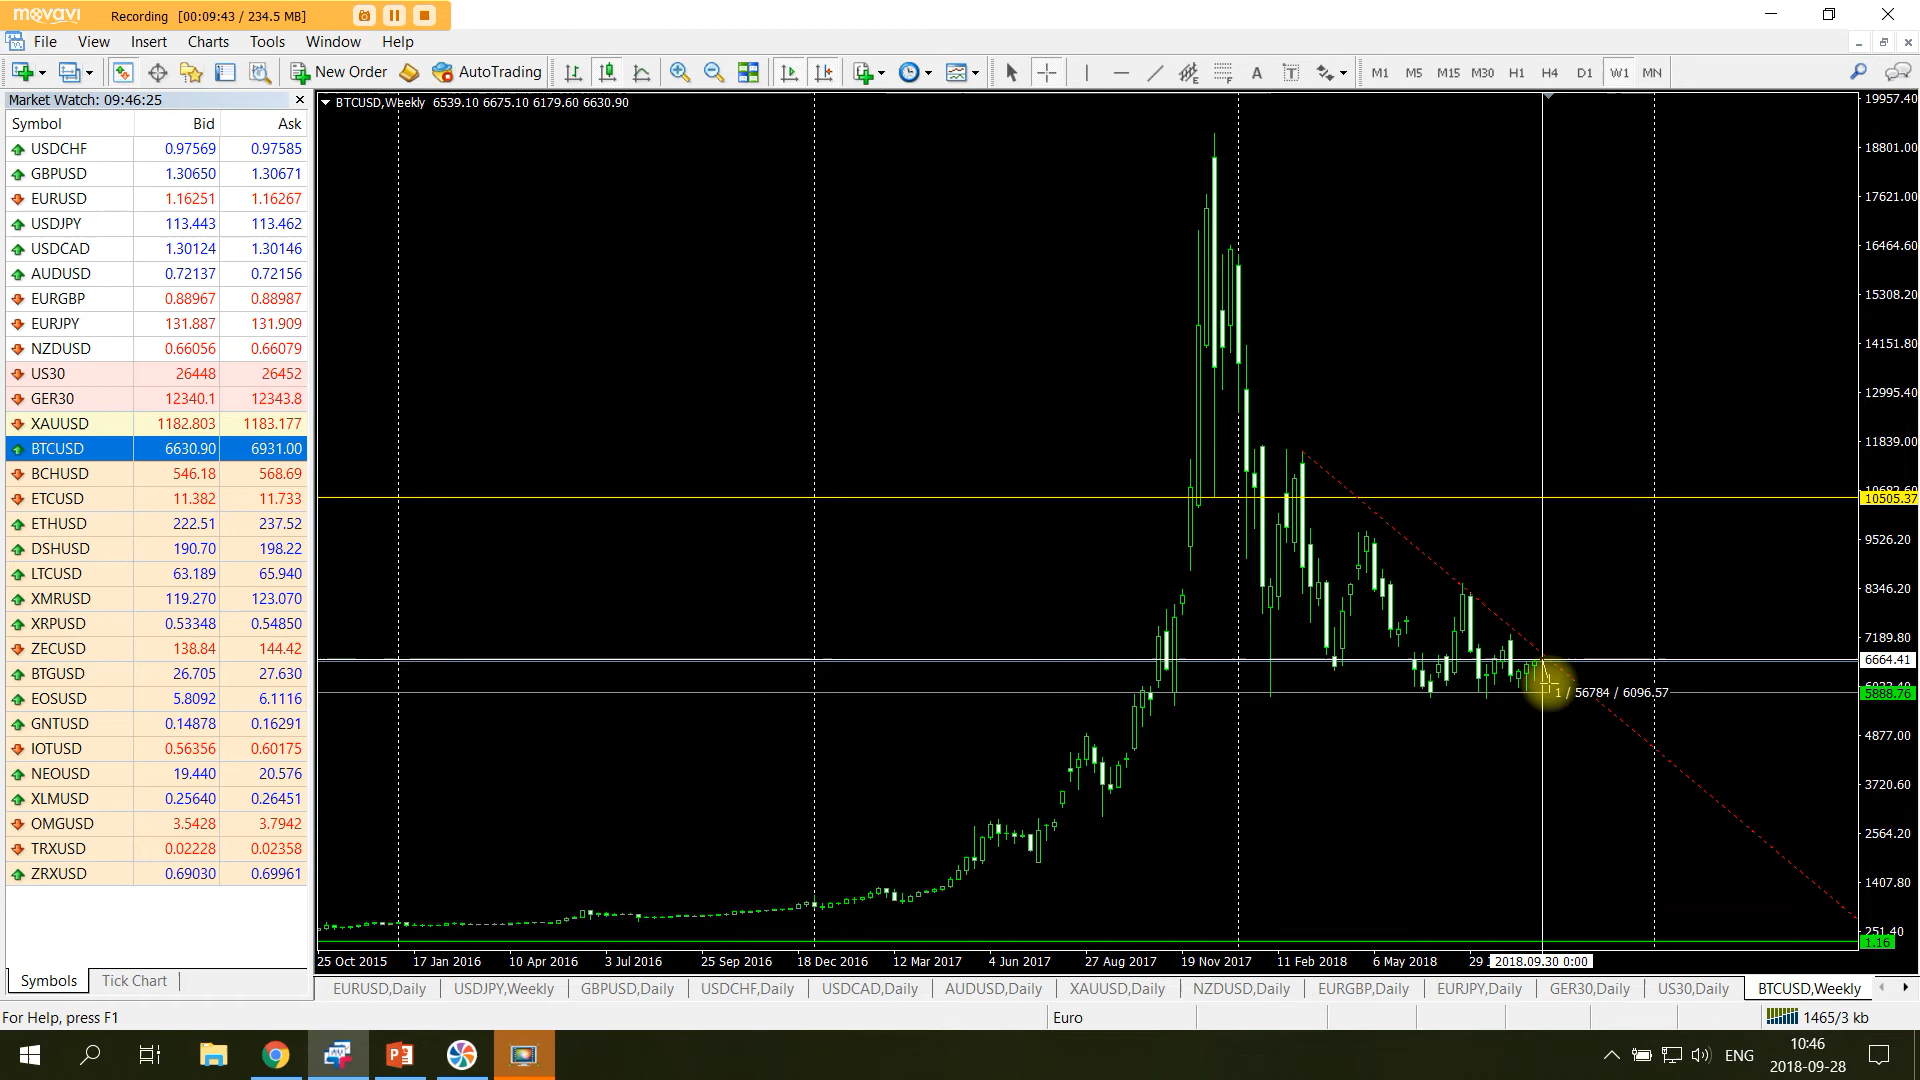 movavi Recording [00:09:43 / 234.5 MB]
File View Insert Charts Tools Window Help
New Order AutoTrading A T M1 M5 M15 M30 H1 H4 D1 W1 MN
Market Watch: 09:46:25
Symbol Bid Ask
USDCHF 0.97569 0.97585
GBPUSD 1.30650 1.30671
EURUSD 1.16251 1.16267
USDJPY 113.443 113.462
USDCAD 1.30124 1.30146
AUDUSD 0.72137 0.72156
EURGBP 0.88967 0.88987
EURJPY 131.887 131.909
NZDUSD 0.66056 0.66079
US30 26448 26452
GER30 12340.1 12343.8
XAUUSD 1182.803 1183.177
BTCUSD 6630.90 6931.00
BCHUSD 546.18 568.69
ETCUSD 11.382 11.733
ETHUSD 222.51 237.52
DSHUSD 190.70 198.22
LTCUSD 63.189 65.940
XMRUSD 119.270 123.070
XRPUSD 0.53348 0.54850
ZECUSD 138.84 144.42
BTGUSD 26.705 27.630
EOSUSD 5.8092 6.1116
GNTUSD 0.14878 0.16291
IOTUSD 0.56356 0.60175
NEOUSD 19.440 20.576
XLMUSD 0.25640 0.26451
OMGUSD 3.5428 3.7942
TRXUSD 0.02228 0.02358
ZRXUSD 0.69030 0.69961
Symbols Tick Chart
BTCUSD,Weekly 6539.10 6675.10 6179.60 6630.90
19957.40
18801.00
17621.00
16464.60
15308.20
14151.80
12995.40
11839.00
10505.37
9526.20
8346.20
7189.80
6664.41
5888.76
4877.00
3720.60
2564.20
1407.80
251.40
1.16
1 / 56784 / 6096.57
25 Oct 2015 17 Jan 2016 10 Apr 2016 3 Jul 2016 25 Sep 2016 18 Dec 2016 12 Mar 2017 4 Jun 2017 27 Aug 2017 19 Nov 2017 11 Feb 2018 6 May 2018 29 2018.09.30 0:00
EURUSD,Daily USDJPY,Weekly GBPUSD,Daily USDCHF,Daily USDCAD,Daily AUDUSD,Daily XAUUSD,Daily NZDUSD,Daily EURGBP,Daily EURJPY,Daily GER30,Daily US30,Daily BTCUSD,Weekly
For Help, press F1 Euro 1465/3 kb
ENG
10:46
2018-09-28